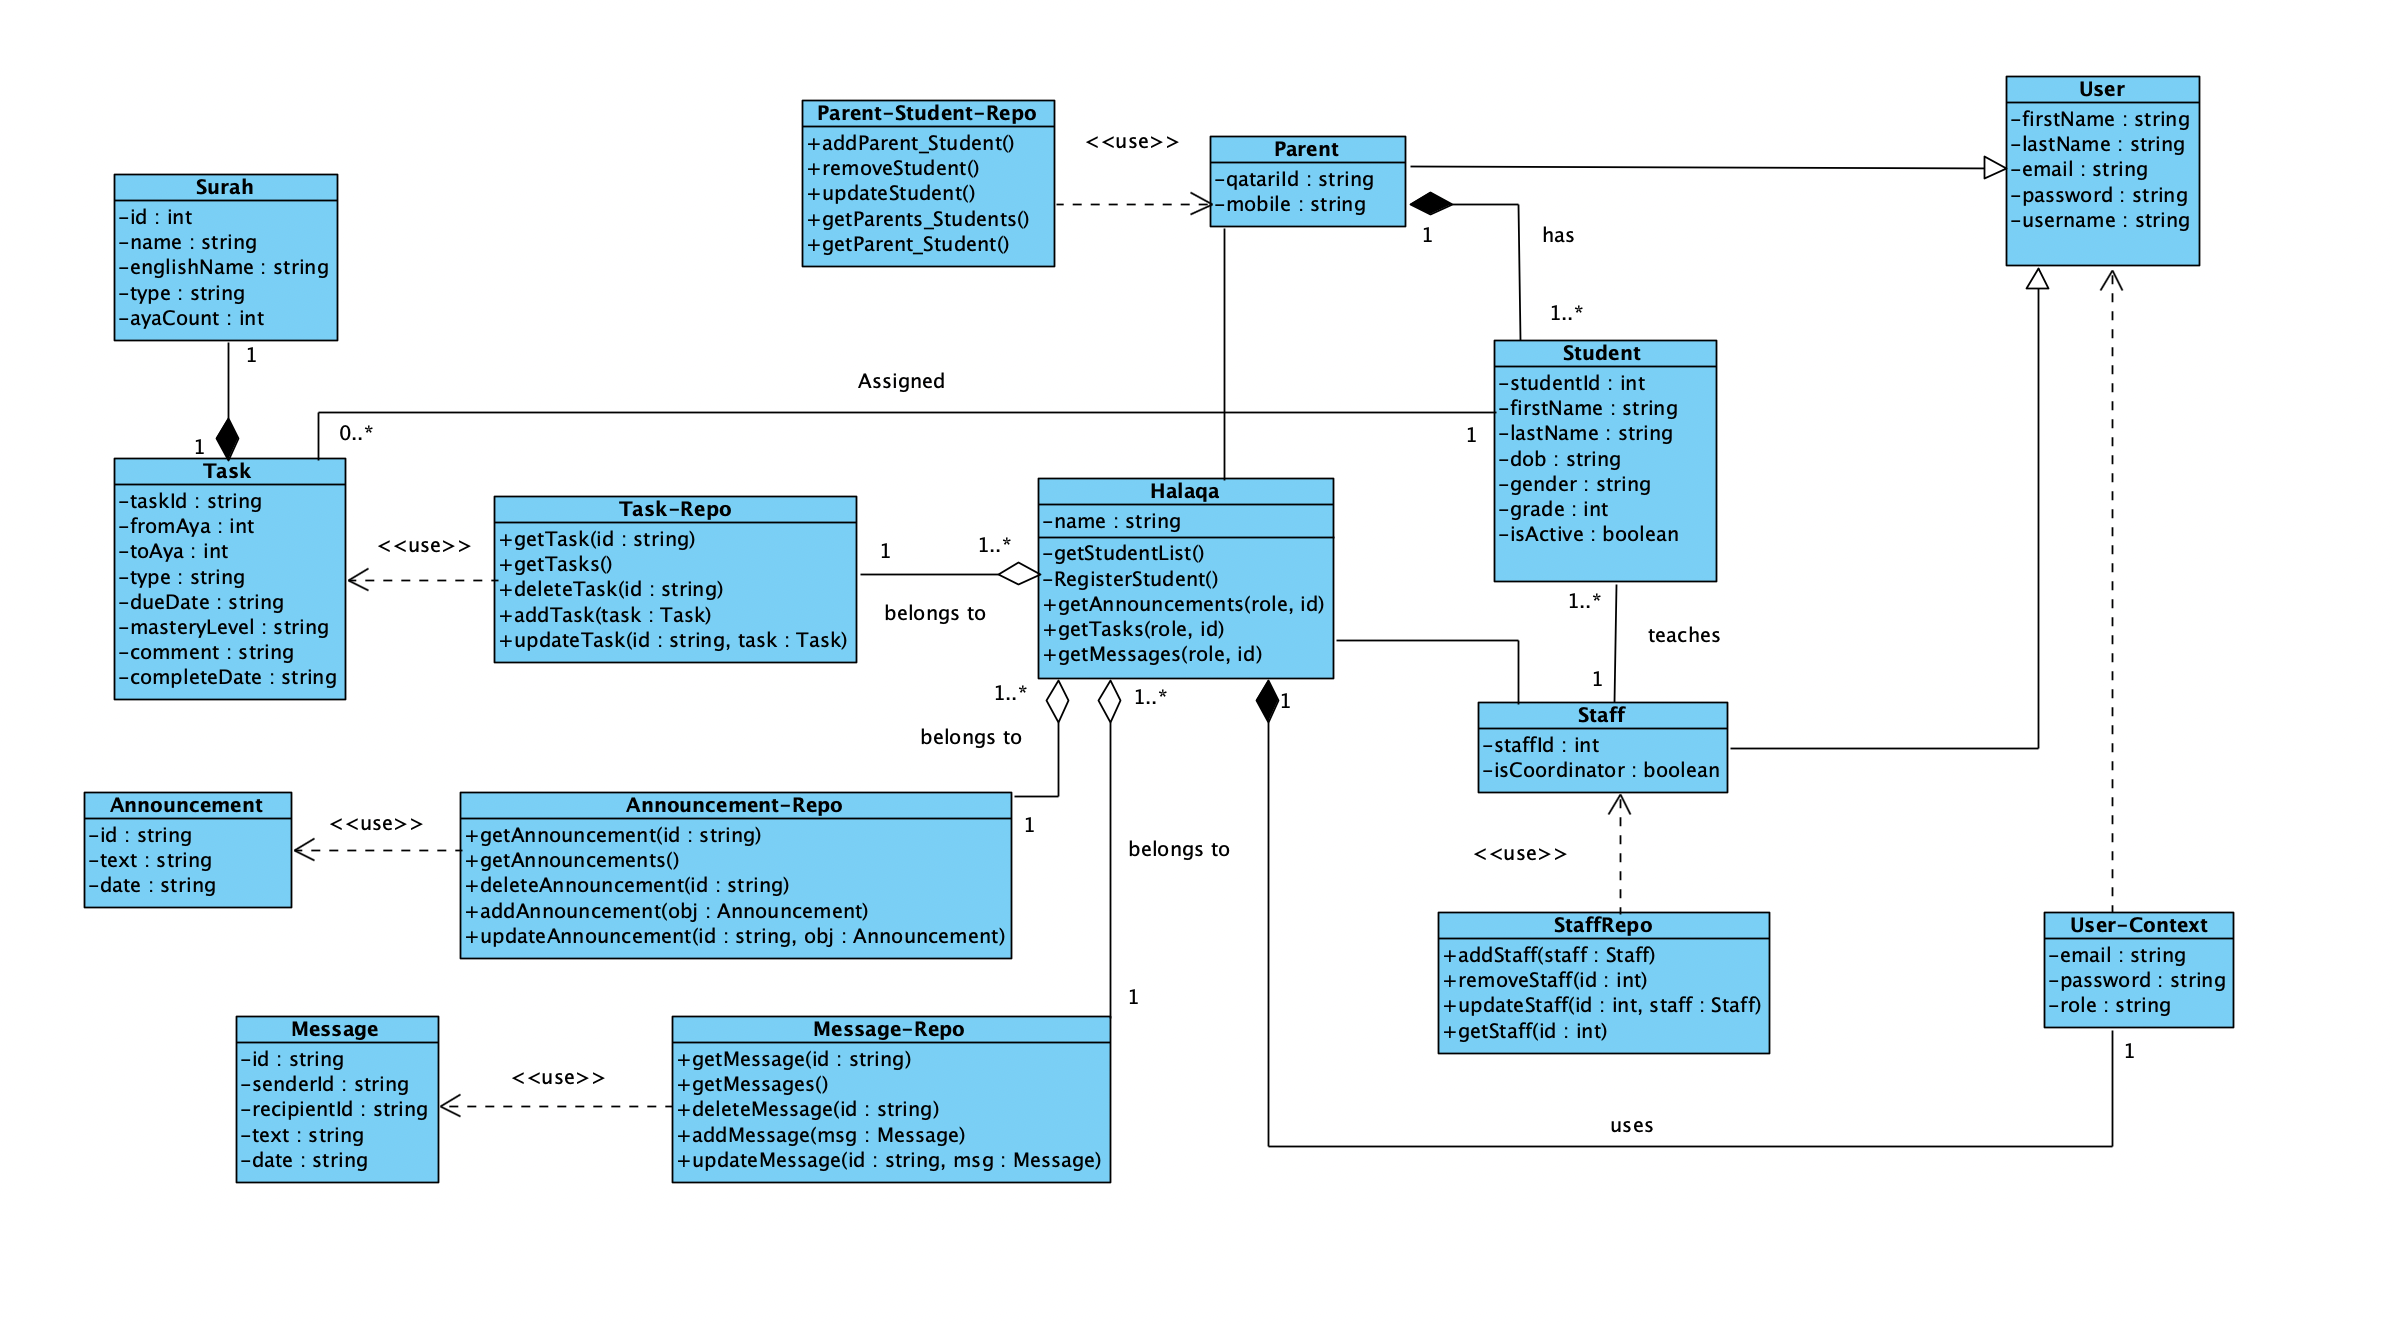 User
-firstName : string
-lastName : string
-email : string
-password : string
-username : string
Parent-Student-Repo
+addParent_Student()
+removeStudent()
+updateStudent()
+getParents_Students()
+getParent_Student()
<<use>>
Parent
-qatariId : string
-mobile : string
1
has
1..*
Surah
-id : int
-name : string
-englishName : string
-type : string
-ayaCount : int
1
1
Assigned
0..*
1
Student
-studentId : int
-firstName : string
-lastName : string
-dob : string
-gender : string
-grade : int
-isActive : boolean
Task
-taskId : string
-fromAya : int
-toAya : int
-type : string
-dueDate : string
-masteryLevel : string
-comment : string
-completeDate : string
<<use>>
Task-Repo
+getTask(id : string)
+getTasks()
+deleteTask(id : string)
+addTask(task : Task)
+updateTask(id : string, task : Task)
1
1..*
belongs to
Halaqa
-name : string
-getStudentList()
-RegisterStudent()
+getAnnouncements(role, id)
+getTasks(role, id)
+getMessages(role, id)
1..*
teaches
1
1..*
1..*
1
belongs to
Staff
-staffId : int
-isCoordinator : boolean
Announcement
-id : string
-text : string
-date : string
<<use>>
Announcement-Repo
+getAnnouncement(id : string)
+getAnnouncements()
+deleteAnnouncement(id : string)
+addAnnouncement(obj : Announcement)
+updateAnnouncement(id : string, obj : Announcement)
1
belongs to
<<use>>
StaffRepo
+addStaff(staff : Staff)
+removeStaff(id : int)
+updateStaff(id : int, staff : Staff)
+getStaff(id : int)
User-Context
-email : string
-password : string
-role : string
1
1
Message
-id : string
-senderId : string
-recipientId : string
-text : string
-date : string
<<use>>
Message-Repo
+getMessage(id : string)
+getMessages()
+deleteMessage(id : string)
+addMessage(msg : Message)
+updateMessage(id : string, msg : Message)
uses